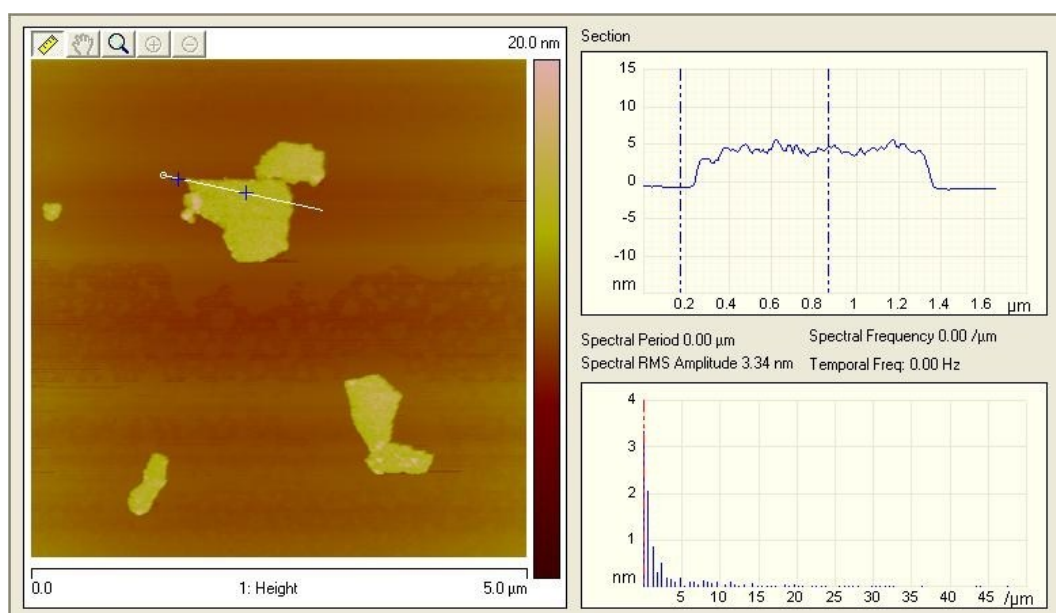 20.0 nm
0.0 1: Height 5.0 µm
Section
15
10
5
0
-5
-10
nm
0.2 0.4 0.6 0.8 1 1.2 1.4 1.6 µm
Spectral Period 0.00 µm Spectral Frequency 0.00 /µm
Spectral RMS Amplitude 3.34 nm Temporal Freq: 0.00 Hz
4
3
2
1
nm
5 10 15 20 25 30 35 40 45 /µm